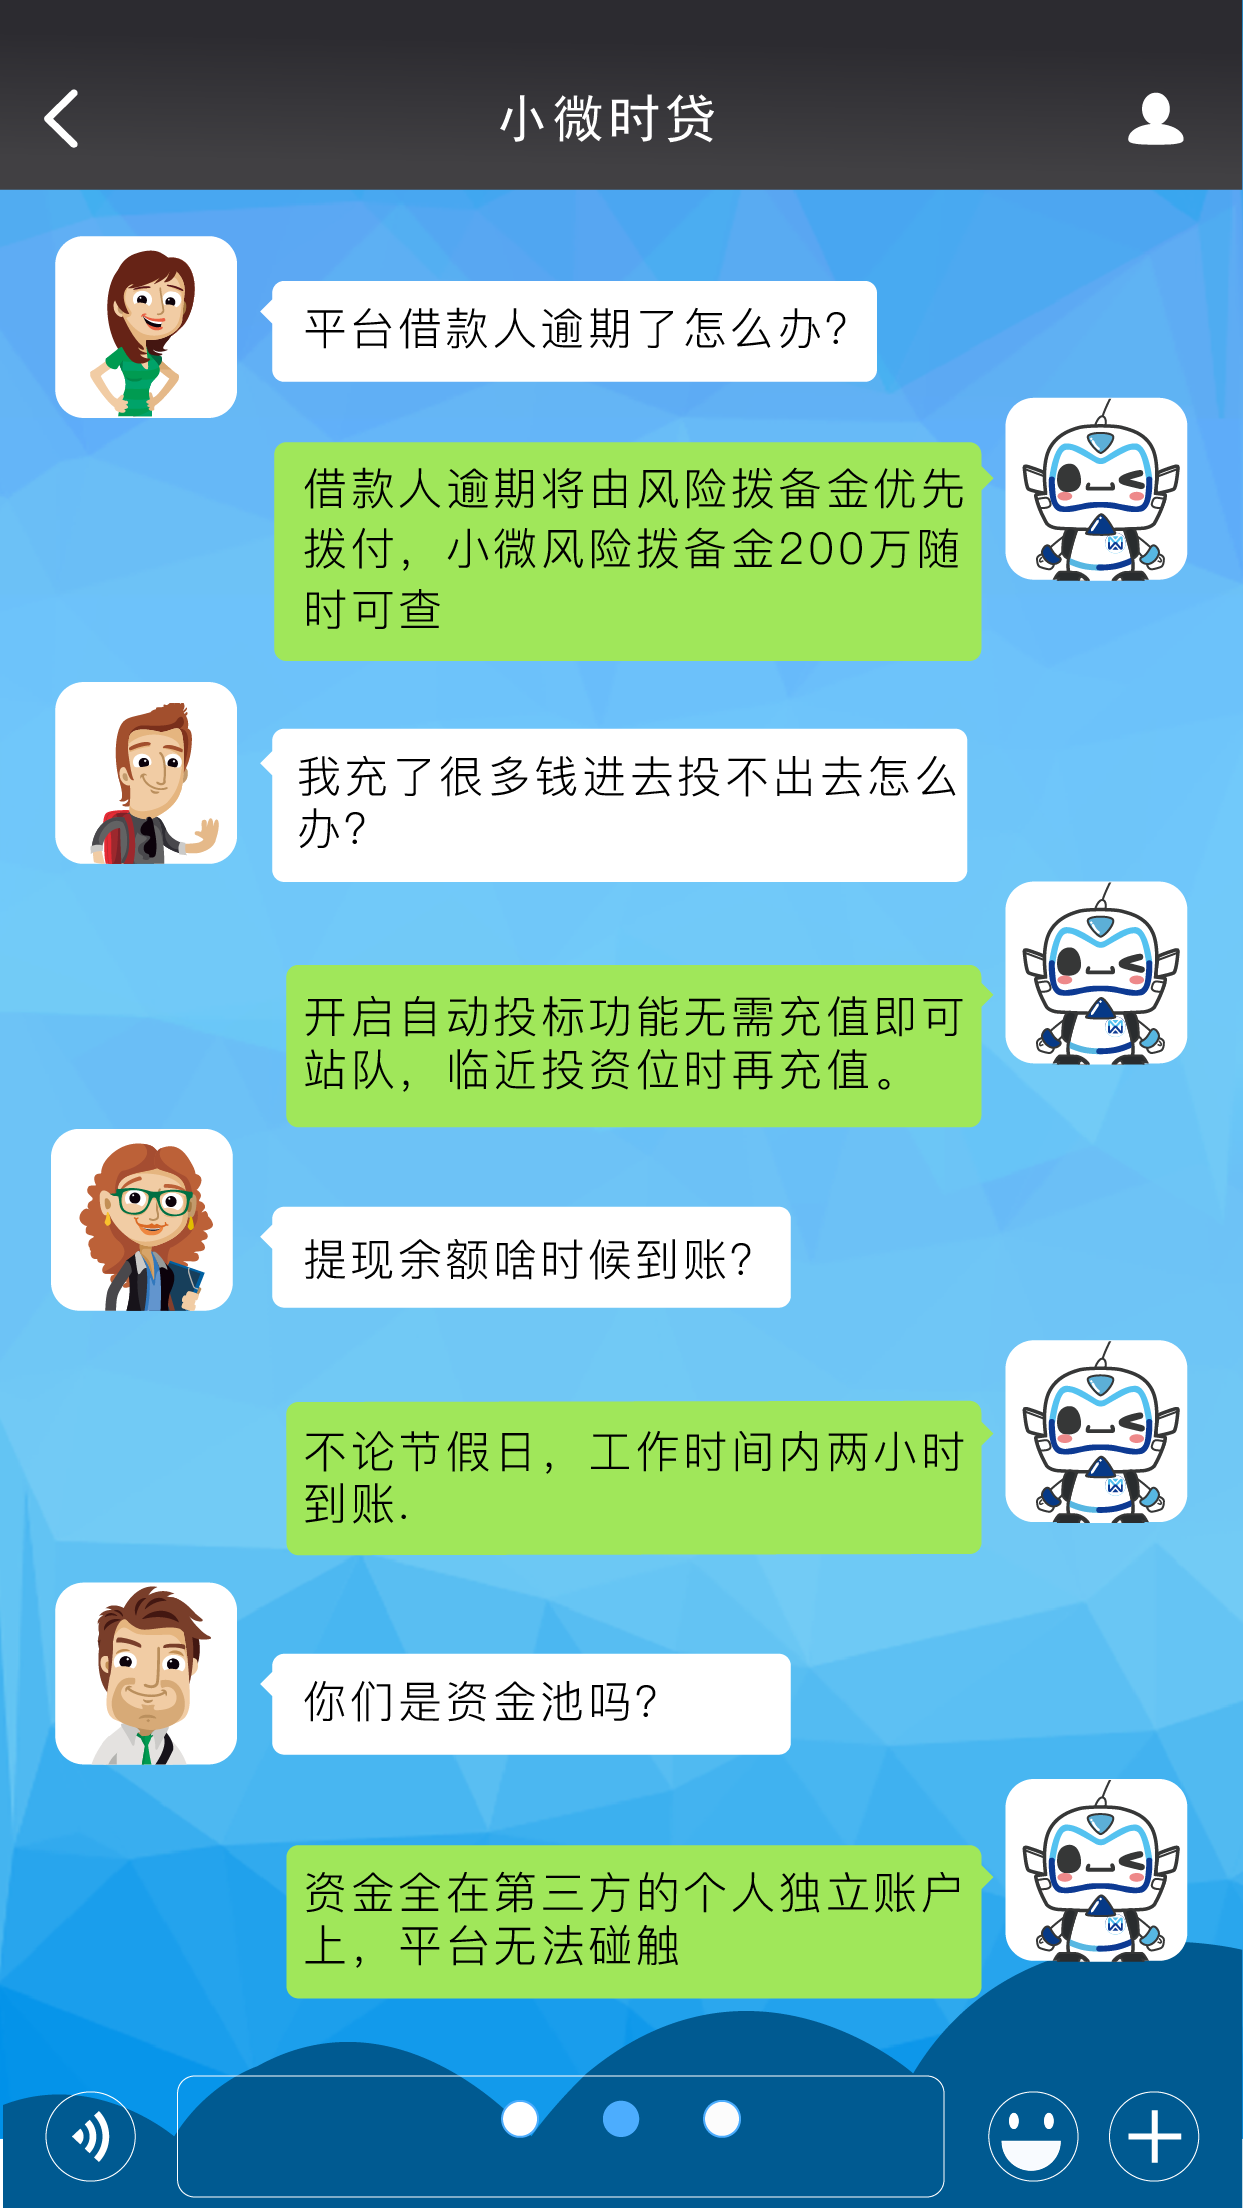 小微时贷
平台借款人逾期了怎么办?
借款人逾期将由风险拨备金优先
拨付，小微风险拨备金200万随
时可查
我充了很多钱进去投不出去怎么
办?
开启自动投标功能无需充值即可
站队，临近投资位时再充值。
提现余额啥时候到账?
不论节假日，工作时间内两小时
到账.
你们是资金池吗?
资金全在第三方的个人独立账户
上，平台无法碰触